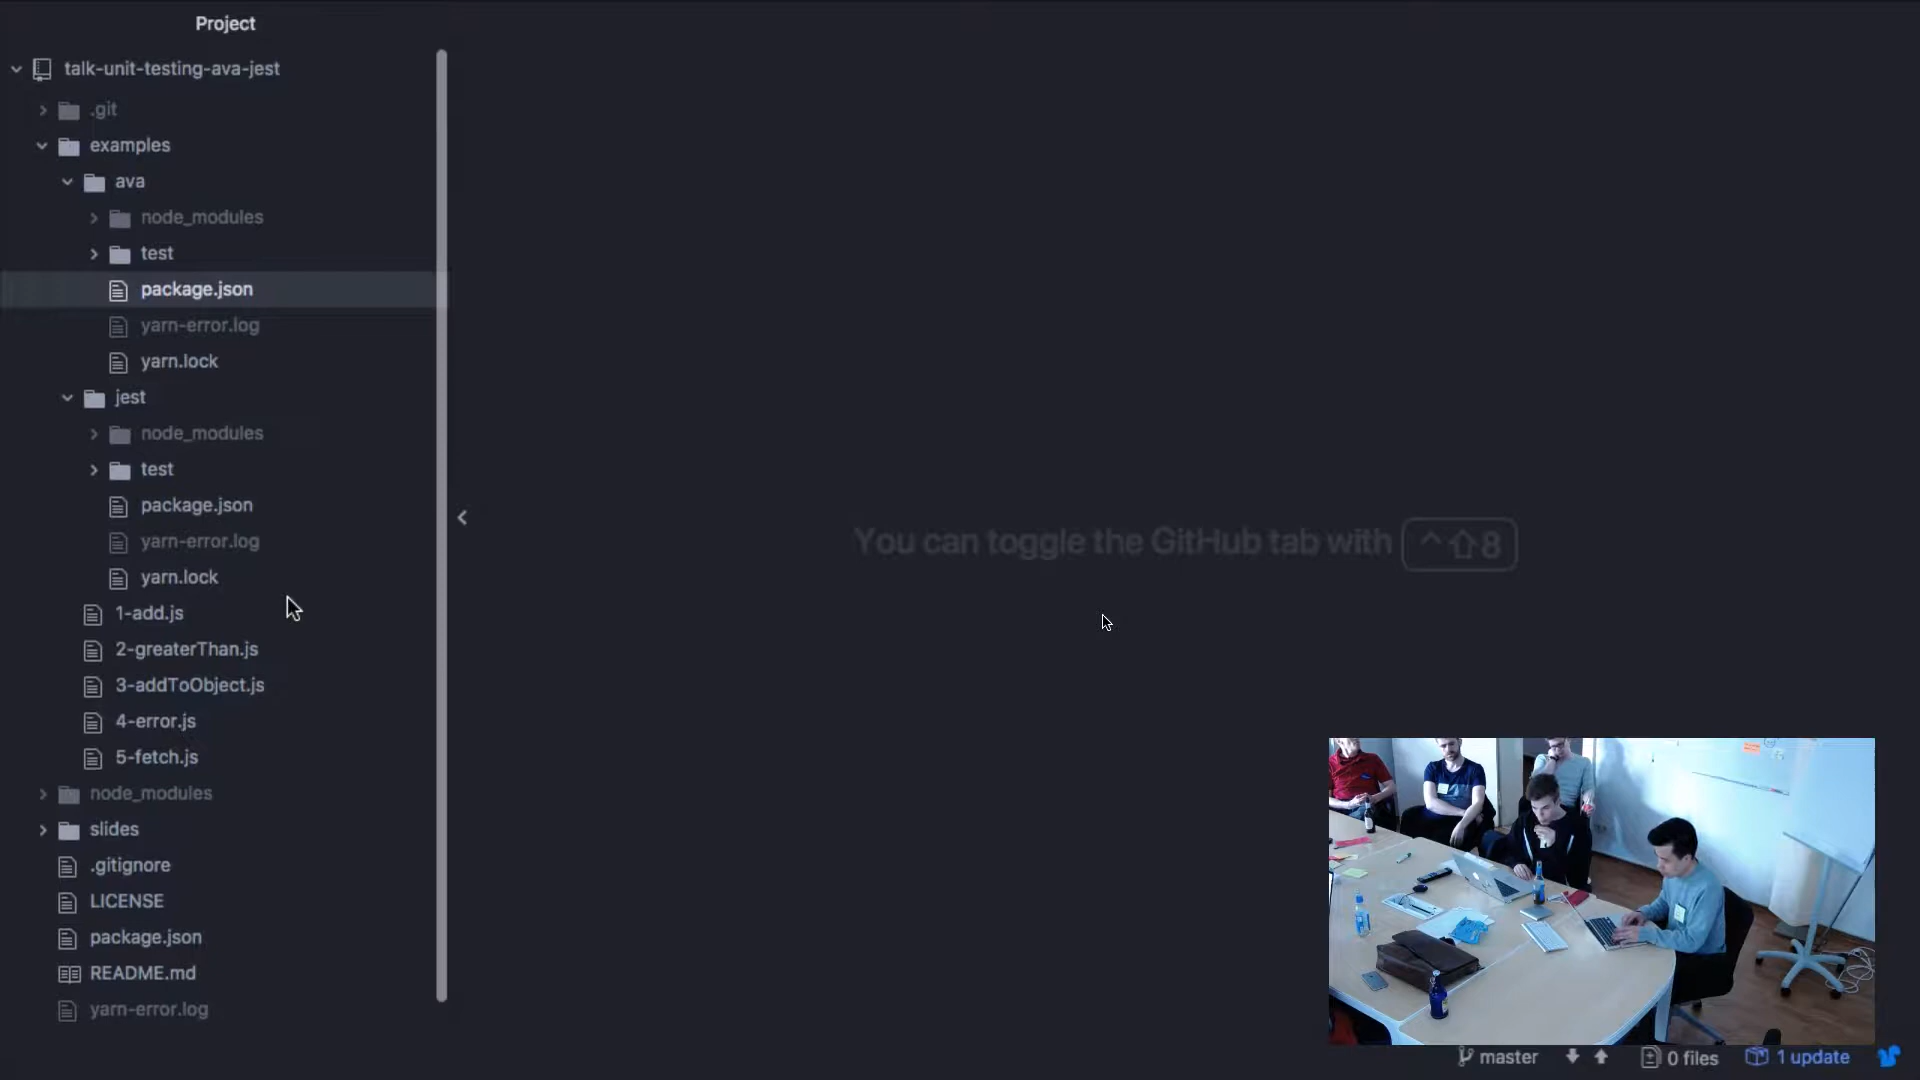 Project
talk-unit-testing-ava-jest
.git
examples
ava
node_modules
test
package.json
yarn-error.log
yarn.lock
jest
node_modules
test
package.json
yarn-error.log
yarn.lock
1-add.js
2-greaterThan.js
3-addToObject.js
4-error.js
5-fetch.js
node_modules
slides
.gitignore
LICENSE
package.json
README.md
yarn-error.log
You can toggle the GitHub tab with ^⇧8
master 0 files 1 update